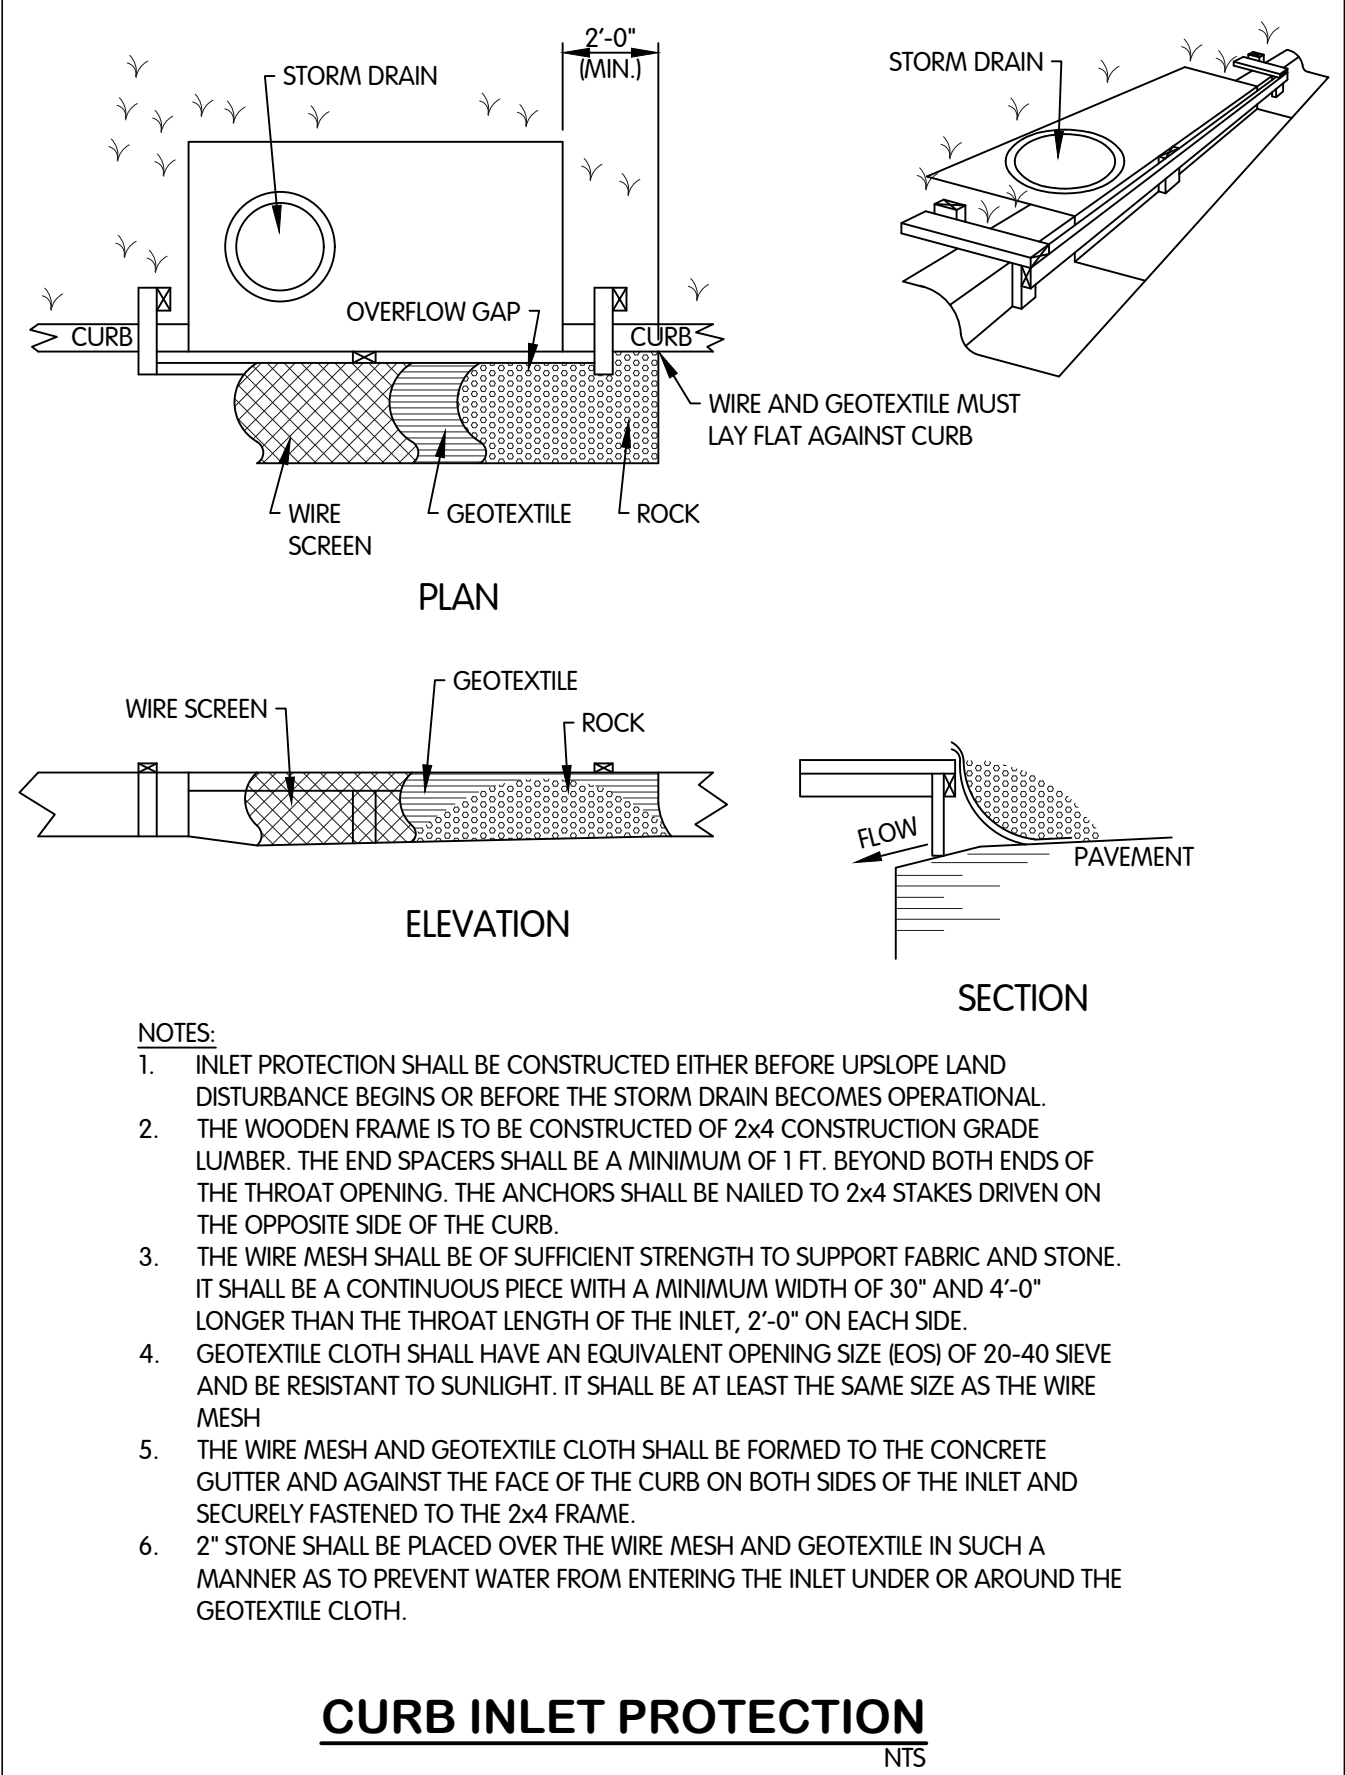 2'-0"
(MIN.)
STORM DRAIN
STORM DRAIN
OVERFLOW GAP
CURB
CURB
WIRE AND GEOTEXTILE MUST
LAY FLAT AGAINST CURB
WIRE
SCREEN
GEOTEXTILE
ROCK
PLAN
GEOTEXTILE
WIRE SCREEN
ROCK
FLOW
PAVEMENT
ELEVATION
SECTION
NOTES:
1. INLET PROTECTION SHALL BE CONSTRUCTED EITHER BEFORE UPSLOPE LAND
DISTURBANCE BEGINS OR BEFORE THE STORM DRAIN BECOMES OPERATIONAL.
2. THE WOODEN FRAME IS TO BE CONSTRUCTED OF 2x4 CONSTRUCTION GRADE
LUMBER. THE END SPACERS SHALL BE A MINIMUM OF 1 FT. BEYOND BOTH ENDS OF
THE THROAT OPENING. THE ANCHORS SHALL BE NAILED TO 2x4 STAKES DRIVEN ON
THE OPPOSITE SIDE OF THE CURB.
3. THE WIRE MESH SHALL BE OF SUFFICIENT STRENGTH TO SUPPORT FABRIC AND STONE.
IT SHALL BE A CONTINUOUS PIECE WITH A MINIMUM WIDTH OF 30" AND 4'-0"
LONGER THAN THE THROAT LENGTH OF THE INLET, 2'-0" ON EACH SIDE.
4. GEOTEXTILE CLOTH SHALL HAVE AN EQUIVALENT OPENING SIZE (EOS) OF 20-40 SIEVE
AND BE RESISTANT TO SUNLIGHT. IT SHALL BE AT LEAST THE SAME SIZE AS THE WIRE
MESH
5. THE WIRE MESH AND GEOTEXTILE CLOTH SHALL BE FORMED TO THE CONCRETE
GUTTER AND AGAINST THE FACE OF THE CURB ON BOTH SIDES OF THE INLET AND
SECURELY FASTENED TO THE 2x4 FRAME.
6. 2" STONE SHALL BE PLACED OVER THE WIRE MESH AND GEOTEXTILE IN SUCH A
MANNER AS TO PREVENT WATER FROM ENTERING THE INLET UNDER OR AROUND THE
GEOTEXTILE CLOTH.
CURB INLET PROTECTION
NTS